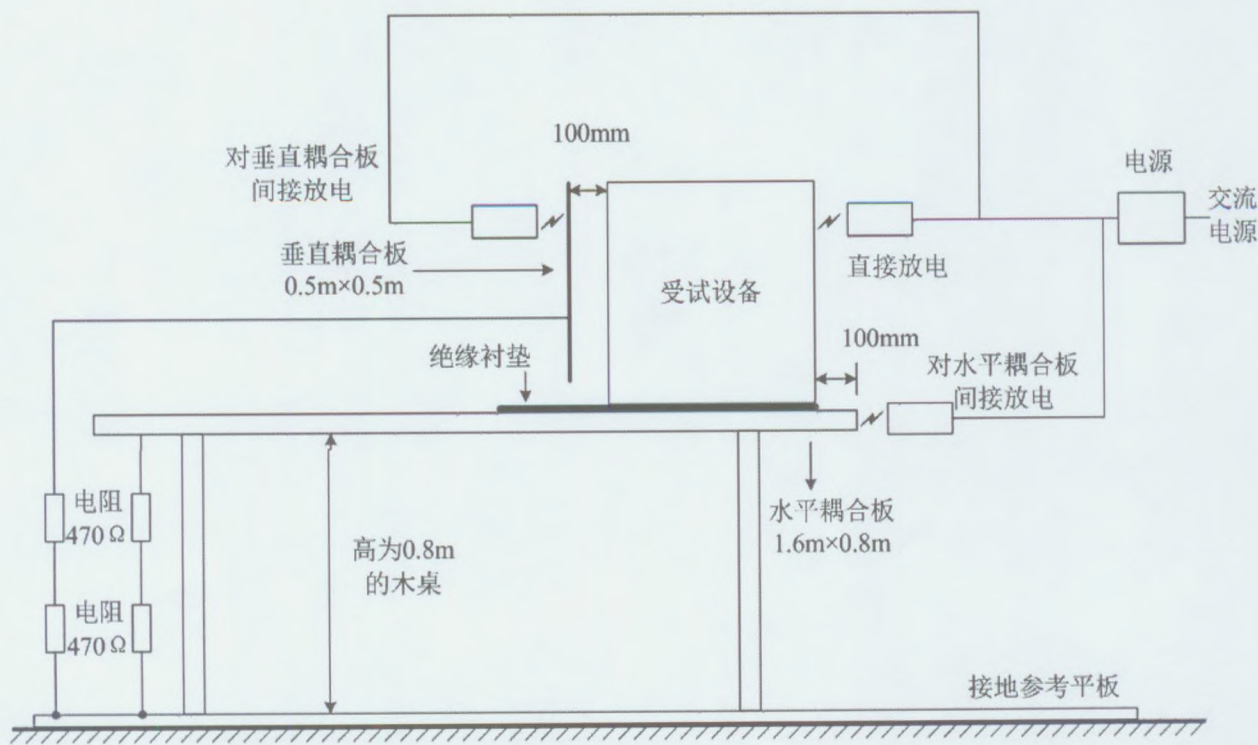 100mm
对垂直耦合板
间接放电
电源
交流
电源
垂直耦合板
0.5m×0.5m
直接放电
受试设备
100mm
绝缘衬垫
对水平耦合板
间接放电
电阻
470Ω
水平耦合板
1.6m×0.8m
高为0.8m
的木桌
电阻
470Ω
接地参考平板